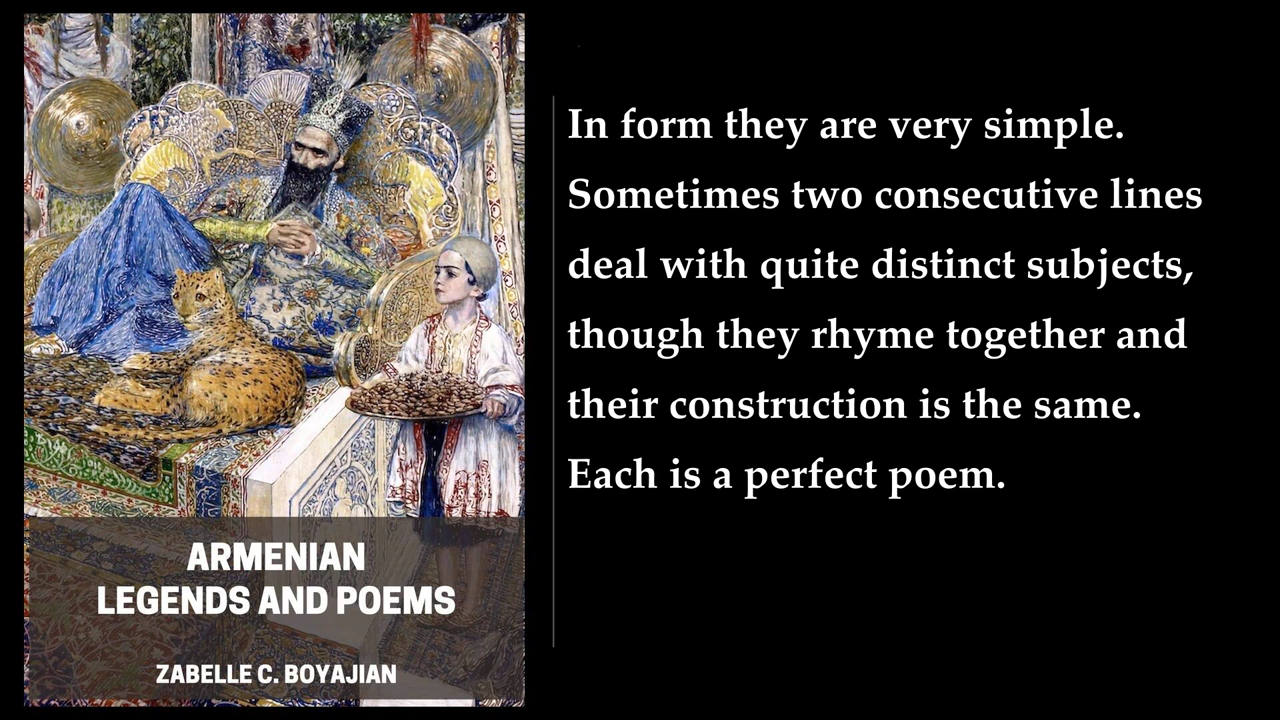 In form they are very simple.
Sometimes two consecutive lines
deal with quite distinct subjects,
though they rhyme together and
their construction is the same.
Each is a perfect poem.
ARMENIAN
LEGENDS AND POEMS
ZABELLE C. BOYAJIAN